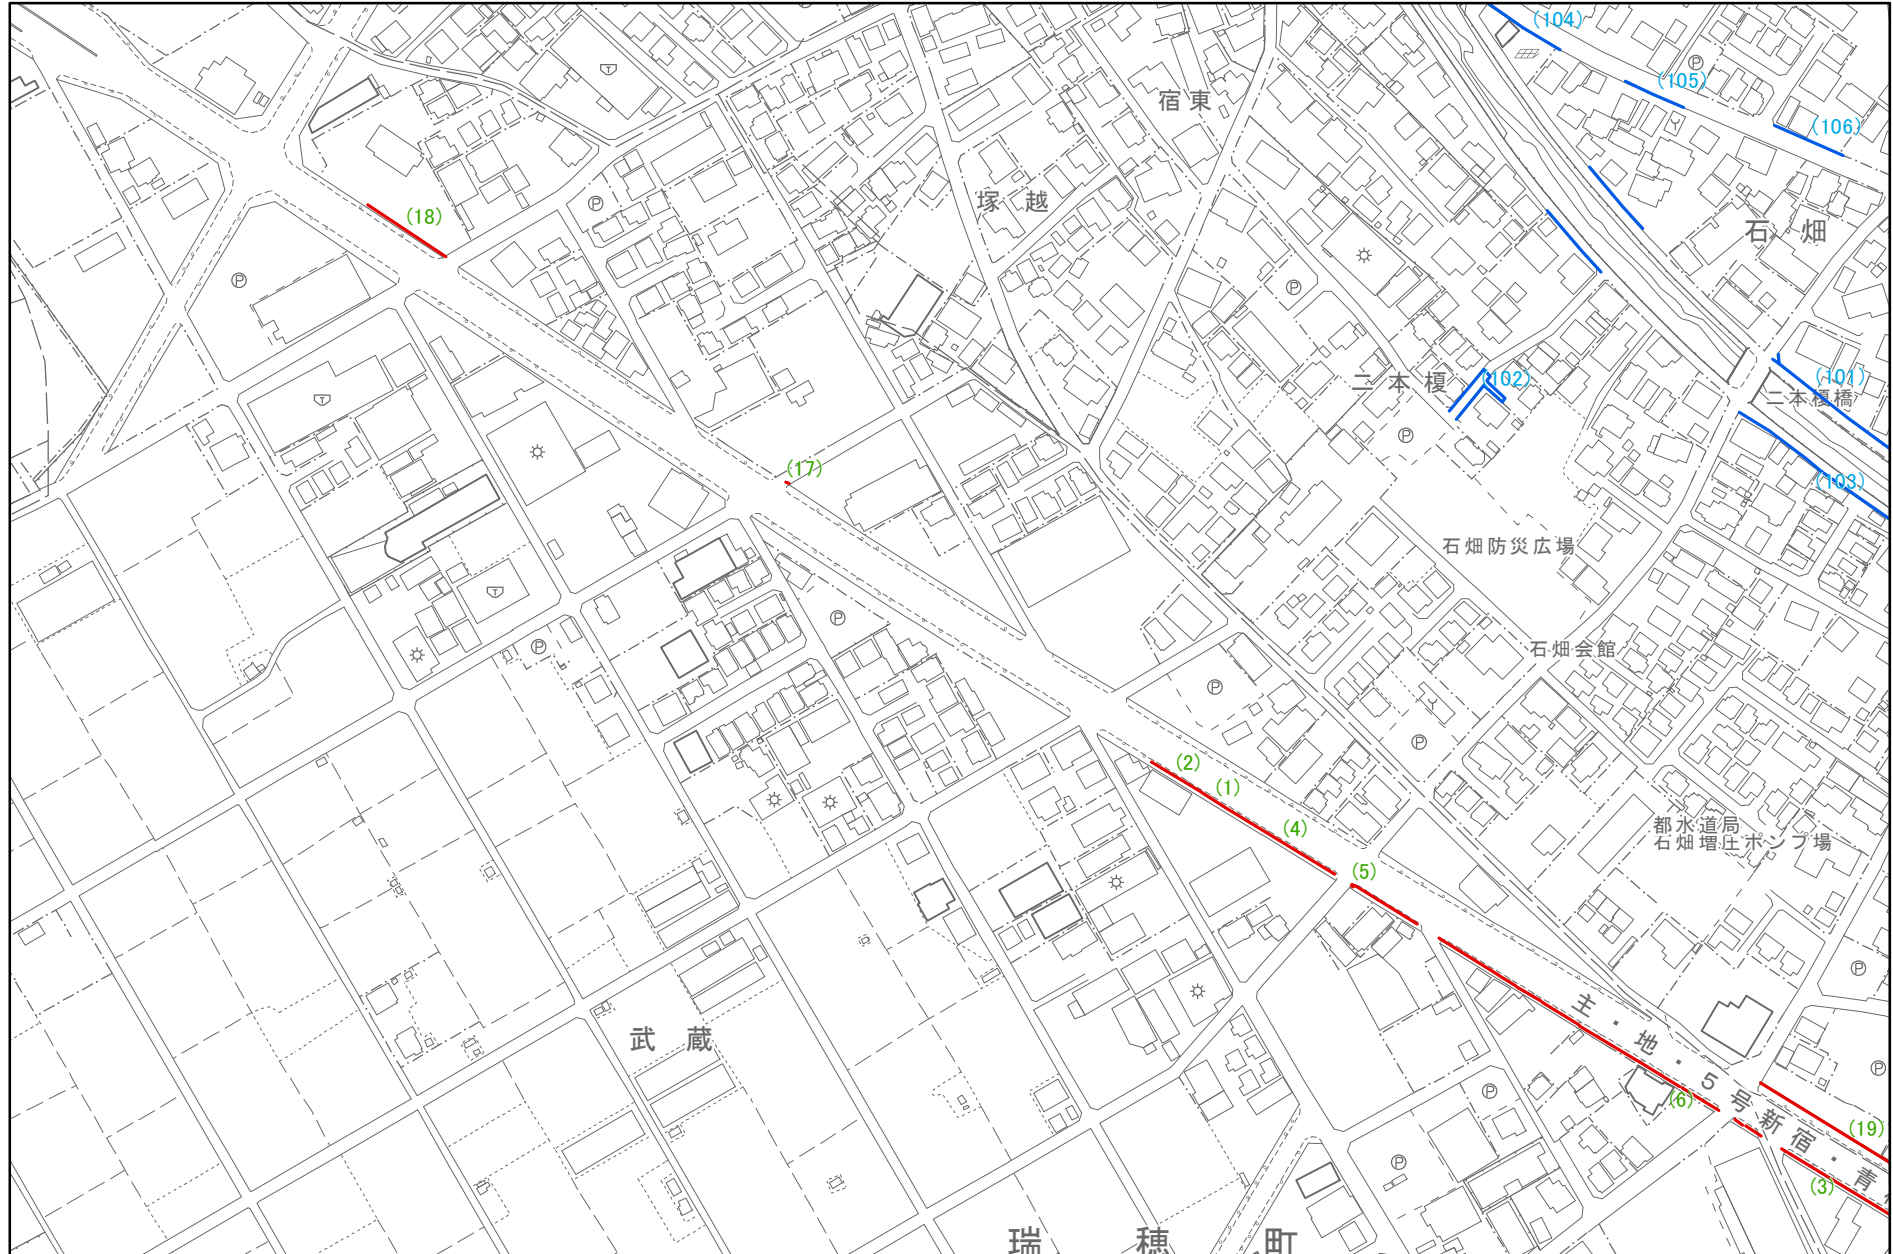 (104)
(105)
(106)
宿東
塚越
石畑
(18)
二本榎
(102)
(101)
二本榎橋
(17)
(103)
石畑防災広場
石畑会館
(2)
(1)
(4)
都水道局
石畑増圧ポンプ場
(5)
武蔵
主・地・5号新宿・青
(6)
(19)
(3)
瑞穂町